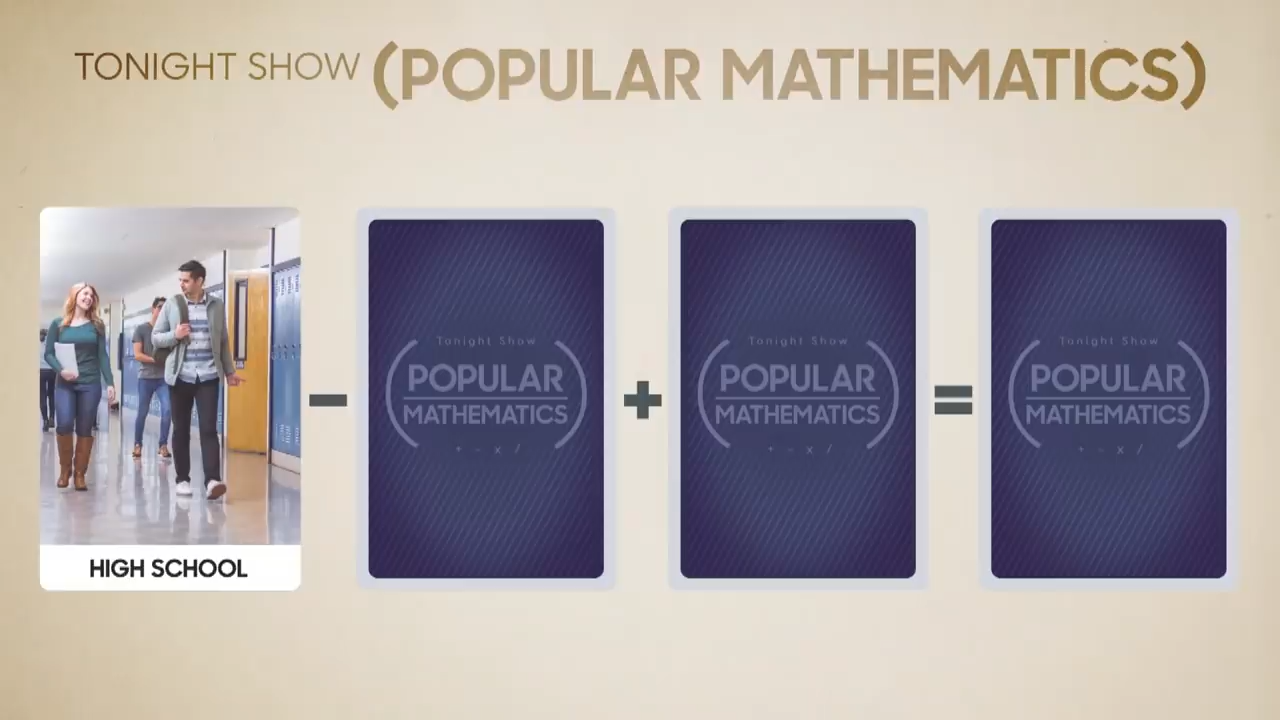 TONIGHT SHOW (POPULAR MATHEMATICS)
HIGH SCHOOL
-
Tonight Show
POPULAR
MATHEMATICS
+ - x /
+
Tonight Show
POPULAR
MATHEMATICS
+ - x /
=
Tonight Show
POPULAR
MATHEMATICS
+ - x /